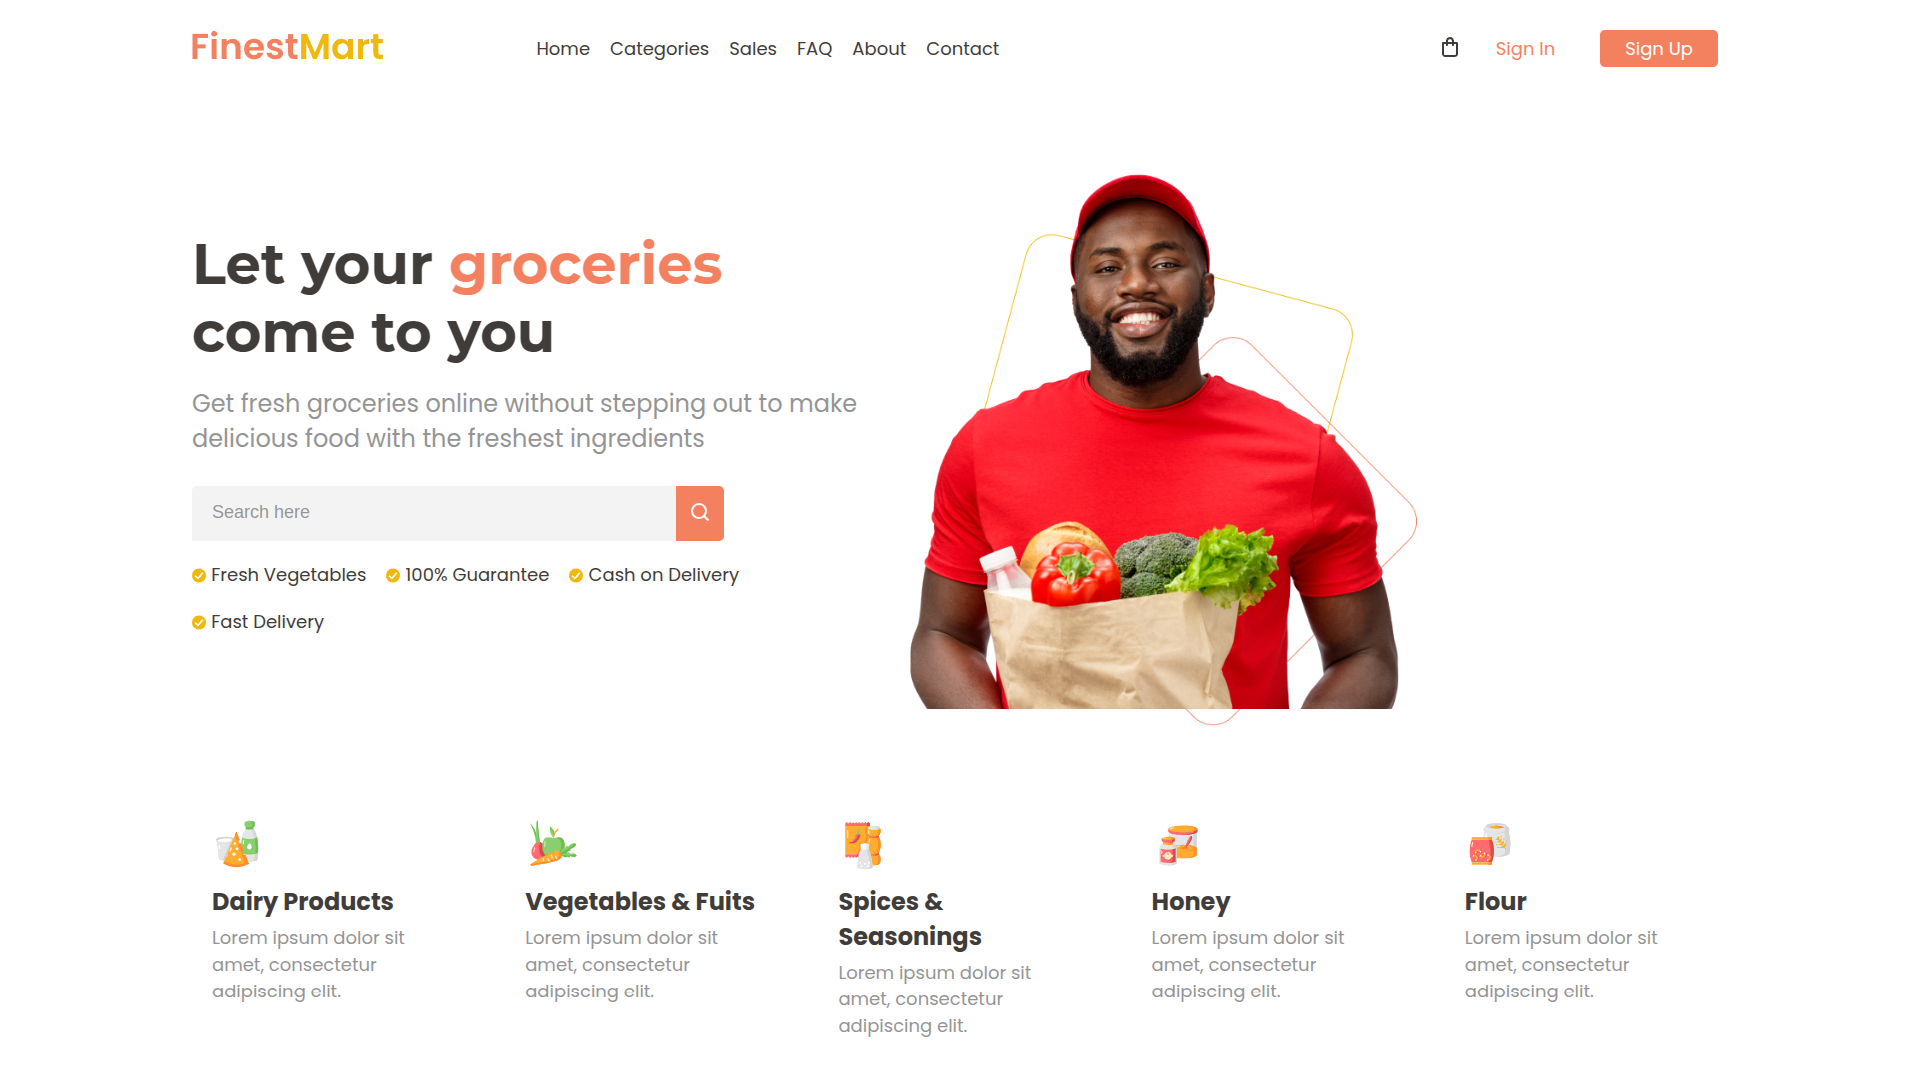 FinestMart
Home Categories Sales FAQ About Contact
Sign In
Sign Up
Let your groceries
come to you
Get fresh groceries online without stepping out to make
delicious food with the freshest ingredients
Search here
Fresh Vegetables 100% Guarantee Cash on Delivery
Fast Delivery
Dairy Products
Lorem ipsum dolor sit
amet, consectetur
adipiscing elit.
Vegetables & Fuits
Lorem ipsum dolor sit
amet, consectetur
adipiscing elit.
Spices &
Seasonings
Lorem ipsum dolor sit
amet, consectetur
adipiscing elit.
Honey
Lorem ipsum dolor sit
amet, consectetur
adipiscing elit.
Flour
Lorem ipsum dolor sit
amet, consectetur
adipiscing elit.